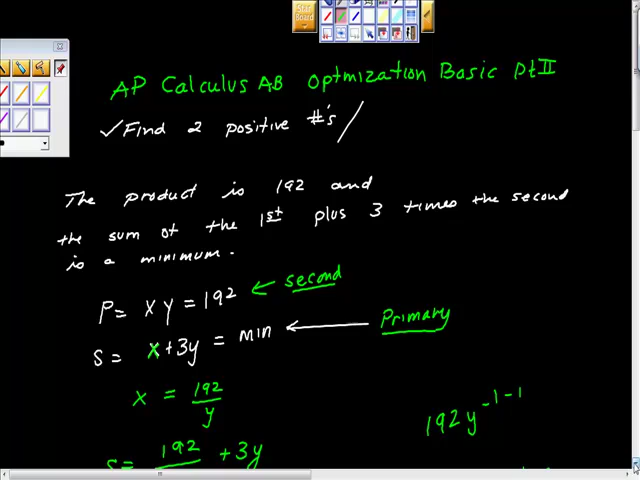 Start
Board
AP Calculus AB Optmization Basic Pt II
✓Find 2 positive #'s /
The product is 192 and
the sum of the 1st plus 3 times the second
is a minimum.
P = xy = 192 ← second
S = x + 3y = min ← Primary
x = 192/y
192y^-1-1
S = 192 + 3y